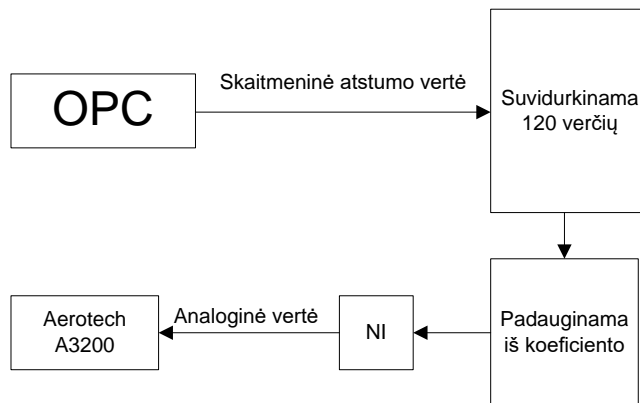 OPC
Skaitmeninė atstumo vertė
Suvidurkinama
120 verčių
Padauginama
iš koeficiento
NI
Analoginė vertė
Aerotech
A3200